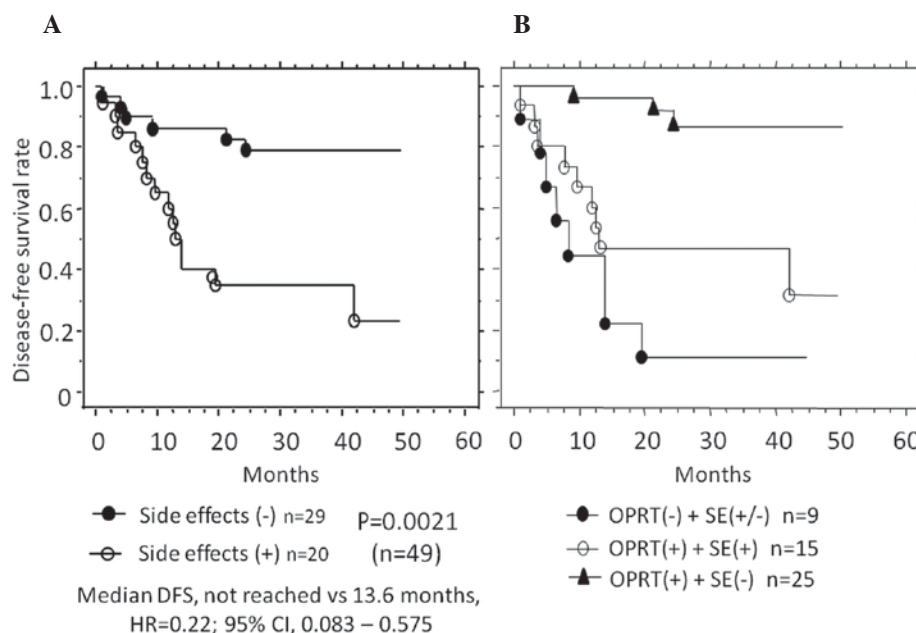 A
B
Disease-free survival rate
1.0
0.8
0.6
0.4
0.2
0
0 10 20 30 40 50 60
0 10 20 30 40 50 60
Months
Months
Side effects (-) n=29
Side effects (+) n=20
P=0.0021
(n=49)
Median DFS, not reached vs 13.6 months,
HR=0.22; 95% CI, 0.083 – 0.575
OPRT(-) + SE(+/-) n=9
OPRT(+) + SE(+) n=15
OPRT(+) + SE(-) n=25